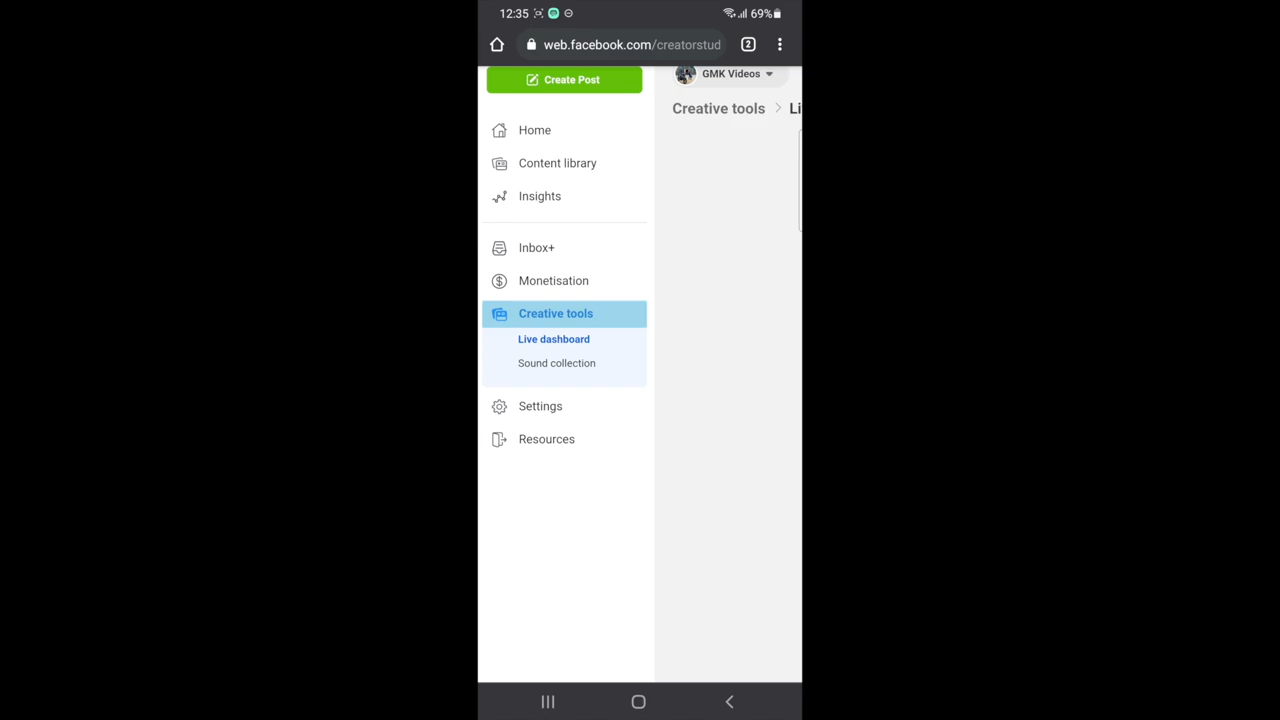 12:35
69%
web.facebook.com/creatorstud
2
Create Post
GMK Videos
Creative tools > Li
Home
Content library
Insights
Inbox+
Monetisation
Creative tools
Live dashboard
Sound collection
Settings
Resources